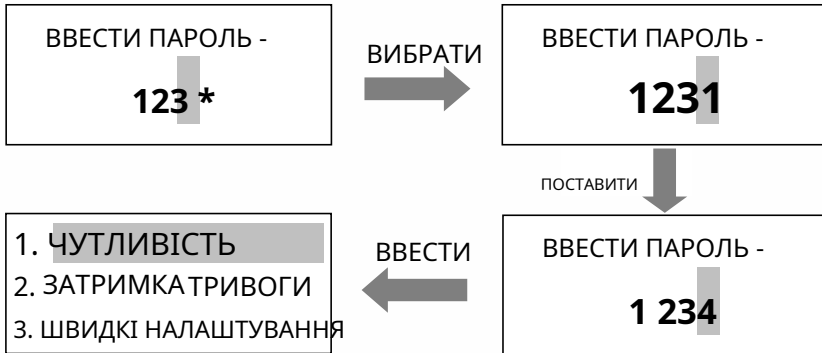 ВВЕСТИ ПАРОЛЬ -
123 *
ВИБРАТИ
ВВЕСТИ ПАРОЛЬ -
1231
ПОСТАВИТИ
ВВЕСТИ ПАРОЛЬ -
1 234
ВВЕСТИ
1. ЧУТЛИВІСТЬ
2. ЗАТРИМКА ТРИВОГИ
3. ШВИДКІ НАЛАШТУВАННЯ